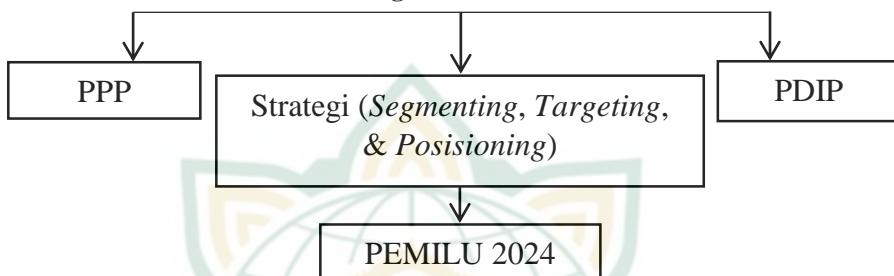 PPP
Strategi (Segmenting, Targeting,
& Posisioning)
PDIP
PEMILU 2024